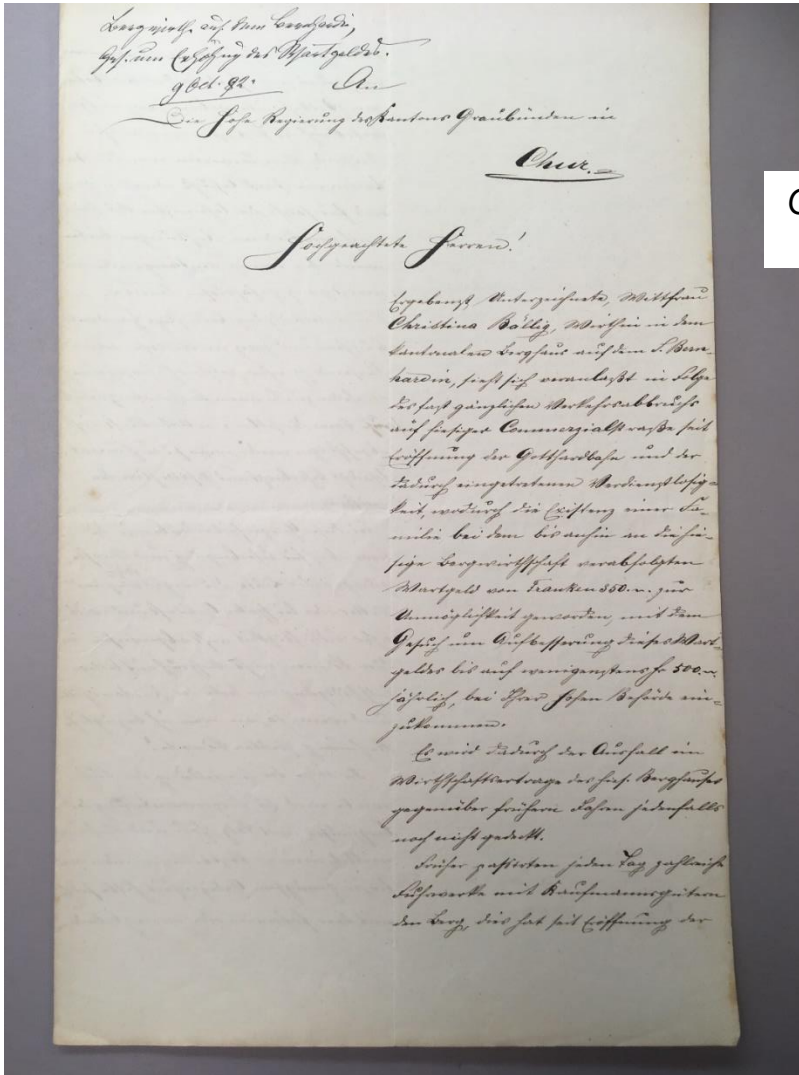 Bergwirth auf dem Bernhardin,
Ges. um Erhöhung des Wartgeldes.
9 Oct. 82.
An
Die Hohe Regierung des Kantons Graubünden in
Chur.
Hochgeachtete Herren!
Ergebenst Unterzeichnete, Wittfrau
Christina Bällig, Wirthin in dem
kantonalen Berghaus auf dem S. Bern-
hardin, sieht sich veranlaßt in Folge
des fast gänzlichen Verkehrsabbruchs
auf hiesiger Commerzialstraße seit
Eröffnung der Gotthardbahn und der
dadurch eingetretenen Verdienstlosig-
keit, wodurch die Existenz einer Fa-
milie bei dem bis anhin an die hie-
sige Bergwirthschaft verabfolgten
Wartgeld von Franken 350.-. zur
Unmöglichkeit geworden, mit dem
Gesuch um Aufbesserung dieses Wart-
geldes bis auf wenigenstens fr 500.-.
jährlich, bei Ihrer hohen Behörde ein-
zukommen.
Es wird dadurch der Ausfall im
Wirthschaftsertrage des hies. Berghauses
gegenüber frühern Jahren jedenfalls
noch nicht gedeckt.
Früher passirten jeden Tag zahlreiche
Fuhrwerke mit Kaufmannsgütern
den Berg, dies hat seit Eröffnung der